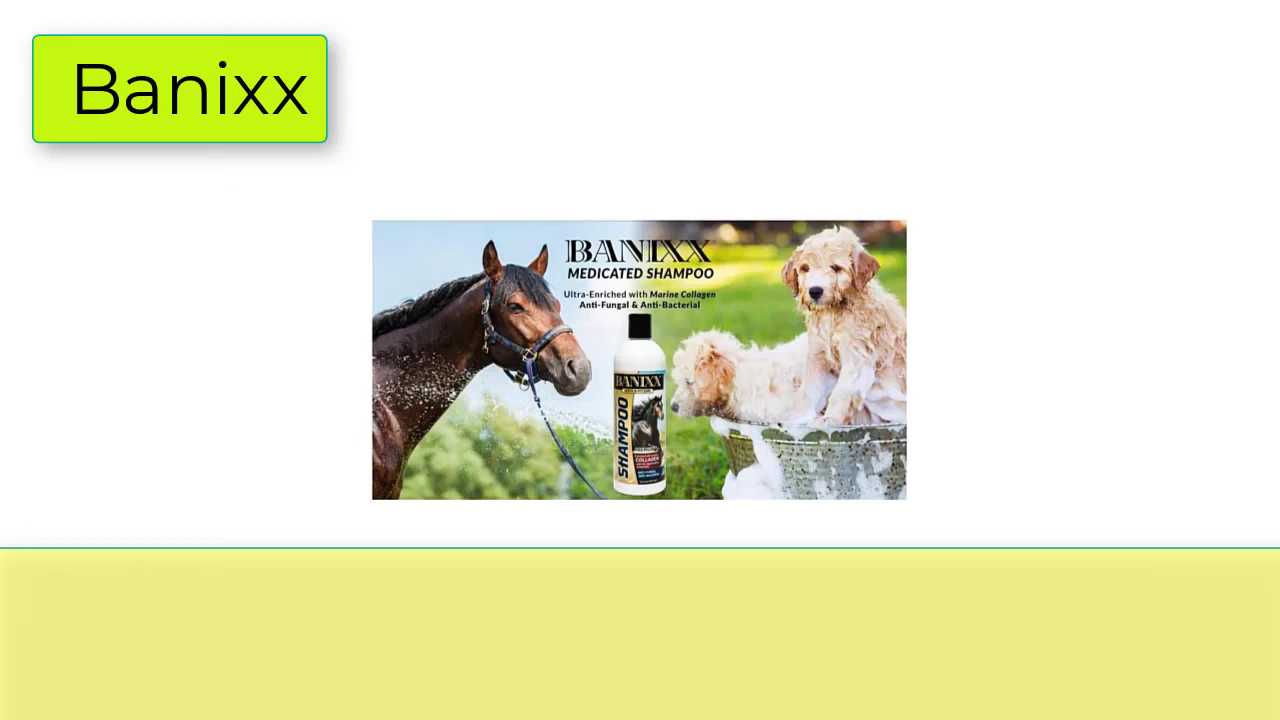 Banixx
BANIXX
MEDICATED SHAMPOO
Ultra-Enriched with Marine Collagen
Anti-Fungal & Anti-Bacterial
BANIXX
SHAMPOO
COLLAGEN